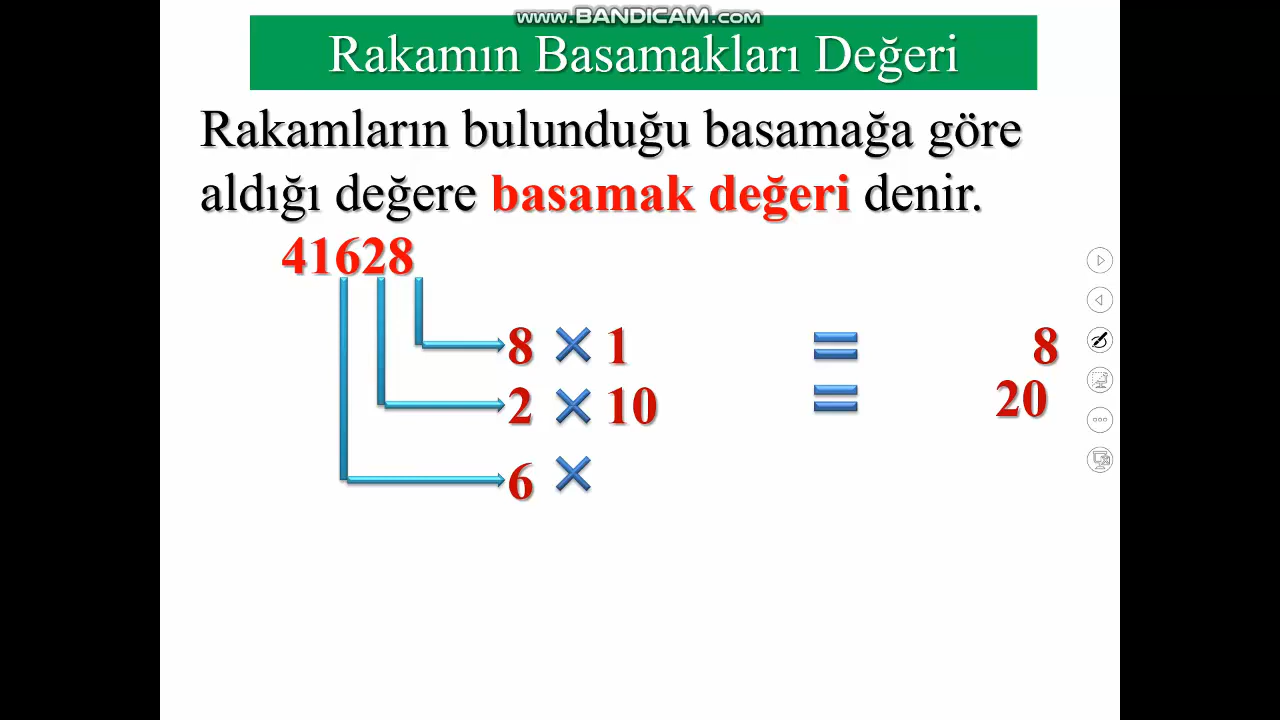 www.BANDICAM.com
Rakamın Basamakları Değeri
Rakamların bulunduğu basamağa göre
aldığı değere basamak değeri denir.
41628
8 × 1 = 8
2 × 10 = 20
6 ×